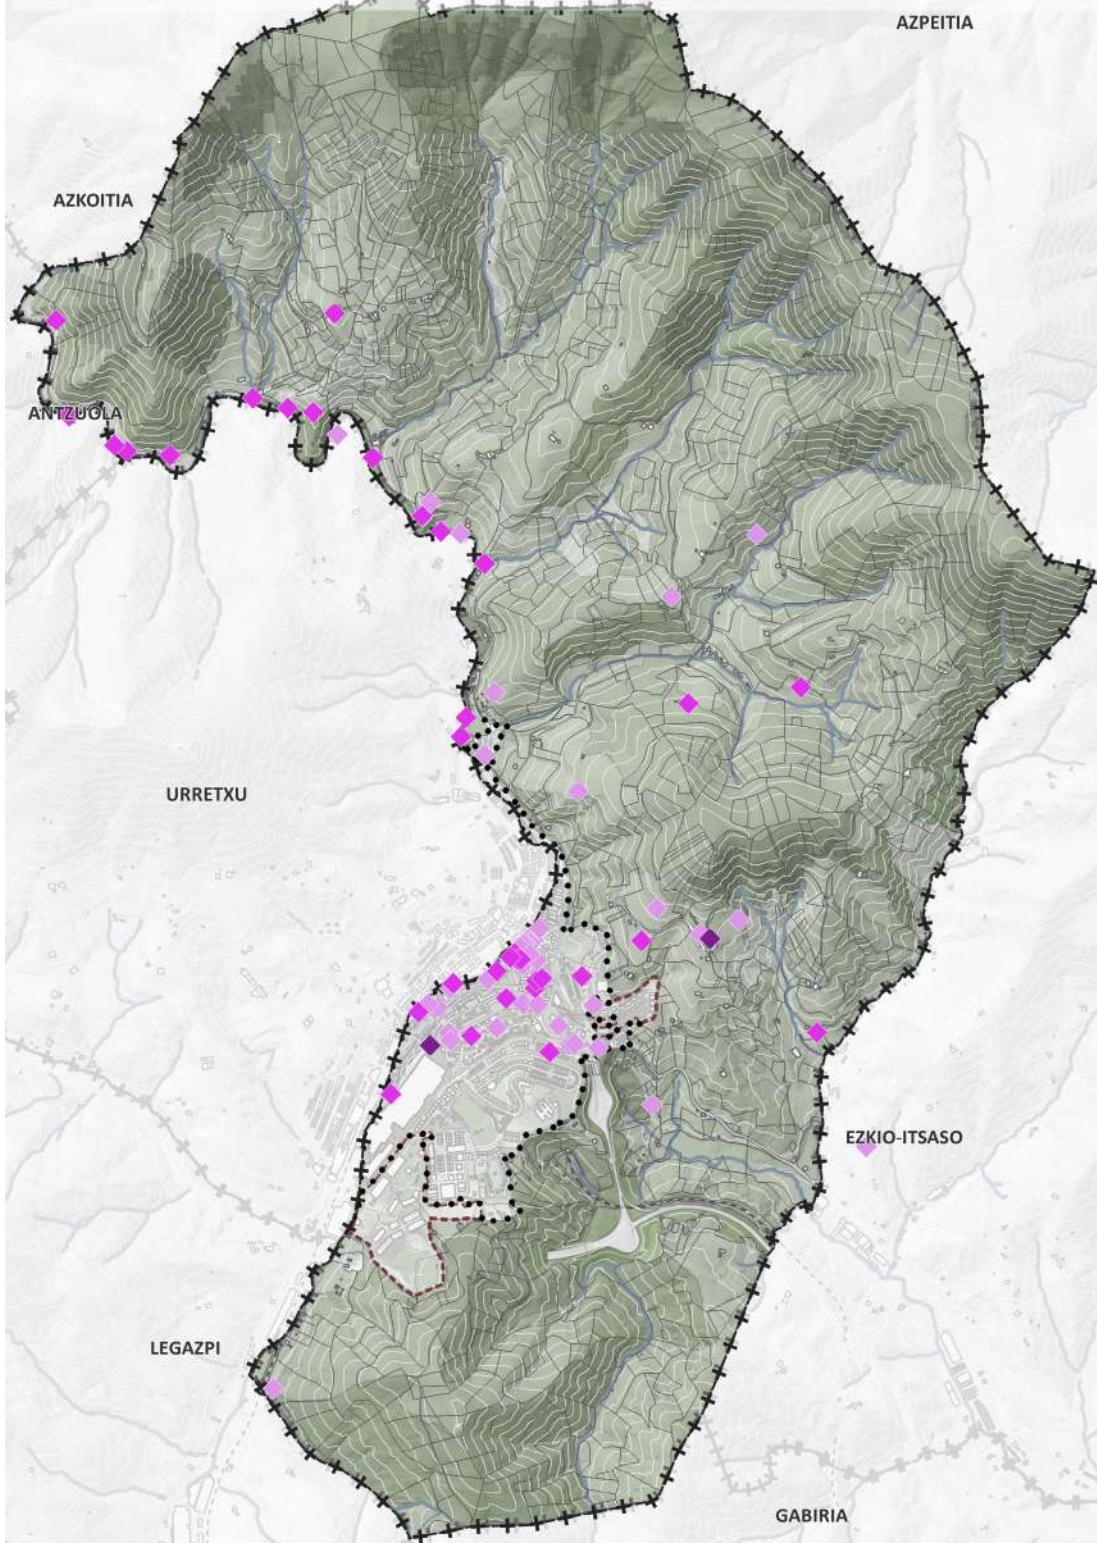 AZPEITIA
AZKOITIA
ANTZUOLA
URRETXU
EZKIO-ITSASO
LEGAZPI
GABIRIA